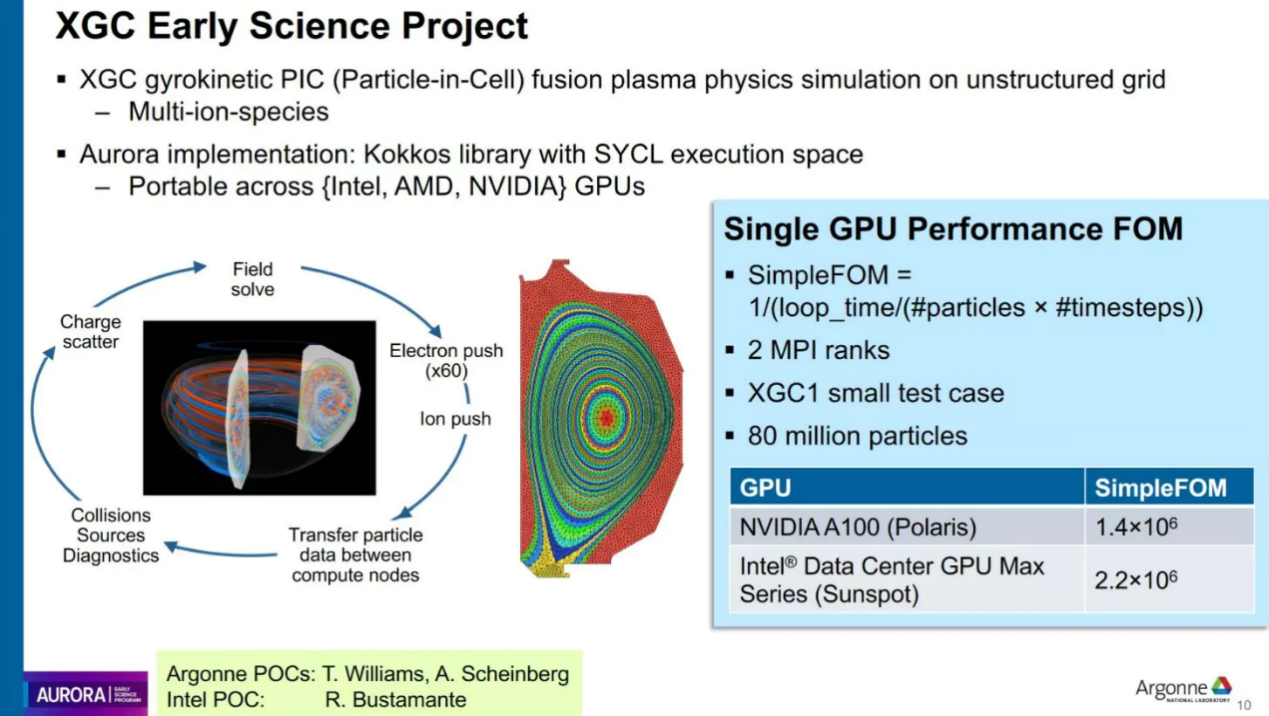 XGC Early Science Project
▪ XGC gyrokinetic PIC (Particle-in-Cell) fusion plasma physics simulation on unstructured grid
– Multi-ion-species
▪ Aurora implementation: Kokkos library with SYCL execution space
– Portable across {Intel, AMD, NVIDIA} GPUs
Field
solve
Charge
scatter
Electron push
(x60)
Ion push
Transfer particle
data between
compute nodes
Collisions
Sources
Diagnostics
Single GPU Performance FOM
▪ SimpleFOM =
1/(loop_time/(#particles × #timesteps))
▪ 2 MPI ranks
▪ XGC1 small test case
▪ 80 million particles
GPU SimpleFOM
NVIDIA A100 (Polaris) 1.4×10⁶
Intel® Data Center GPU Max
Series (Sunspot) 2.2×10⁶
Argonne POCs: T. Williams, A. Scheinberg
Intel POC: R. Bustamante
AURORA
EARLY
SCIENCE
PROGRAM
Argonne
NATIONAL LABORATORY
10